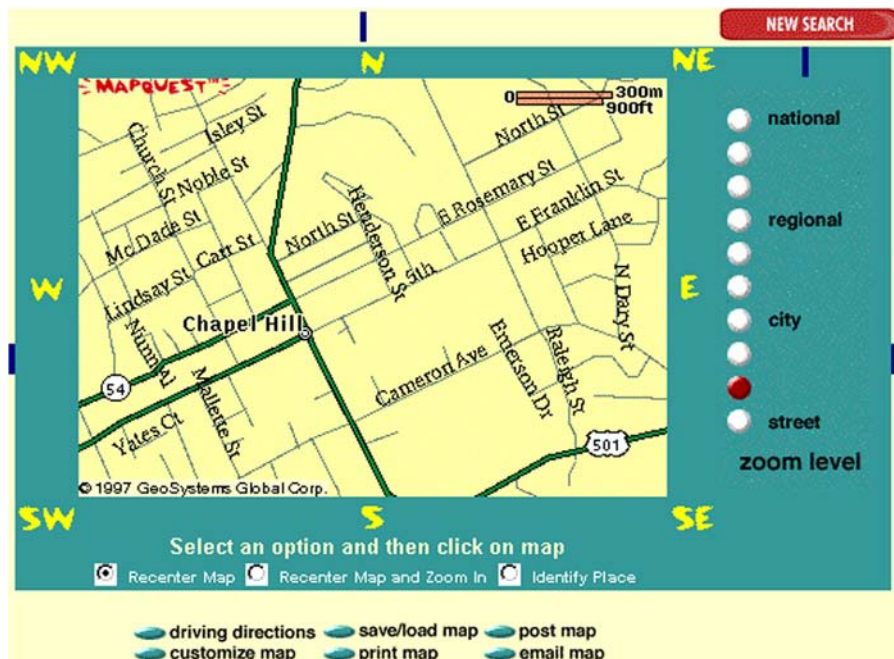 NEW SEARCH
NW
N
NE
MAPQUEST™
0 300m
900ft
national
regional
city
street
zoom level
Church St
Isley St
Noble St
Mc Dade St
Carr St
Lindsay St
North St
Henderson St
North St
E Rosemary St
E Franklin St
Hooper Lane
5th
N Dary St
W
E
Chapel Hill
Nunn Al
Mallette St
54
Yates Ct
Cameron Ave
Emerson Dr
Raleigh St
501
© 1997 GeoSystems Global Corp.
SW
S
SE
Select an option and then click on map
Recenter Map
Recenter Map and Zoom In
Identify Place
driving directions
save/load map
post map
customize map
print map
email map